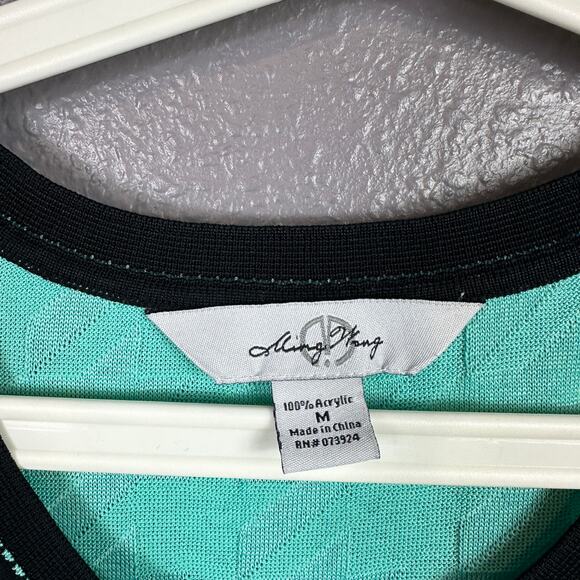 Ming Wang
100% Acrylic
M
Made in China
RN# 073924